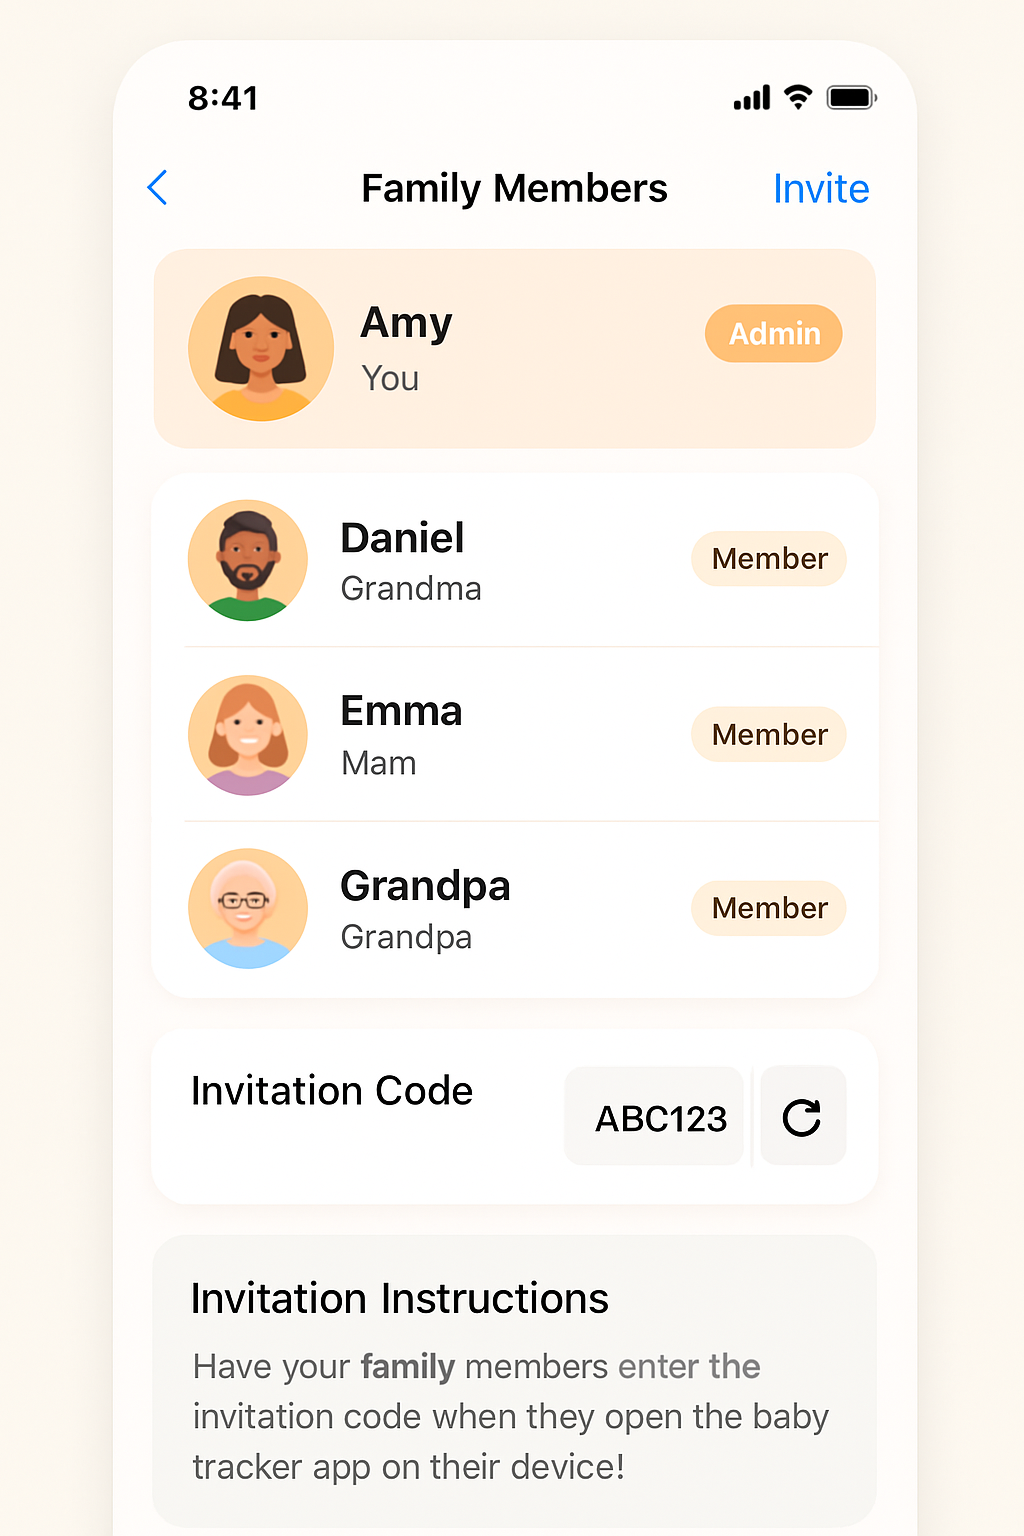 8:41
Family Members
Invite
Amy
You
Admin
Daniel
Grandma
Member
Emma
Mam
Member
Grandpa
Grandpa
Member
Invitation Code
ABC123
Invitation Instructions
Have your family members enter the
invitation code when they open the baby
tracker app on their device!